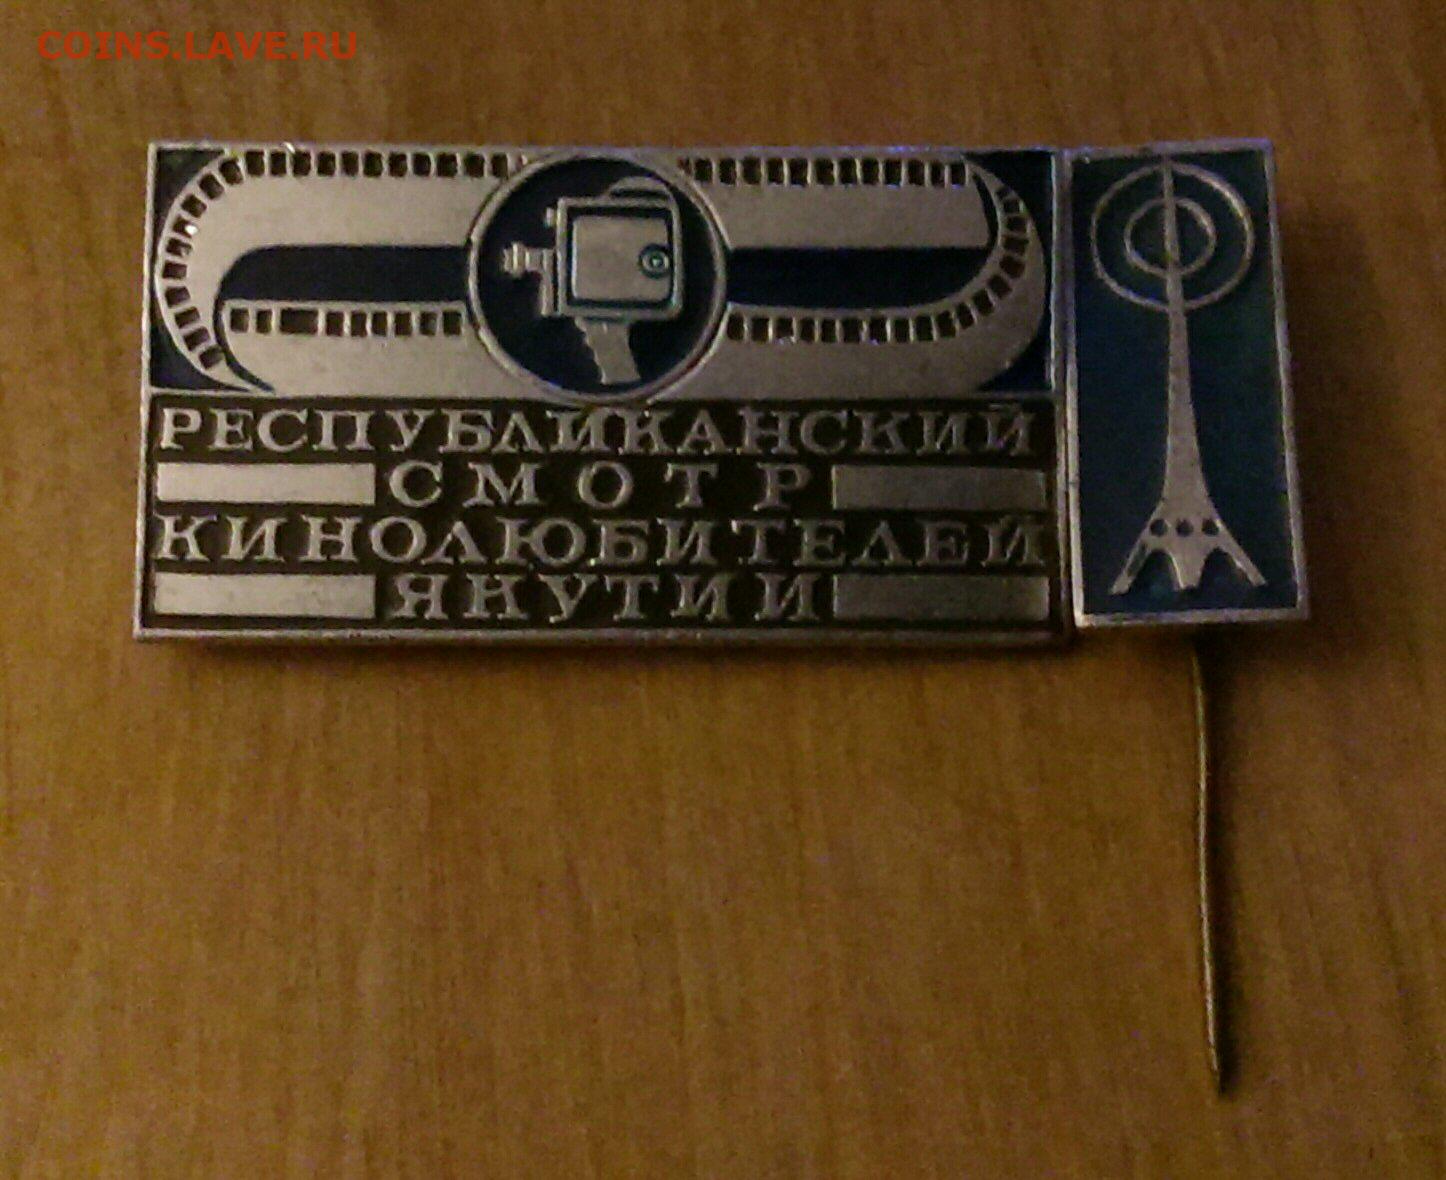 COINS.LAVE.RU
РЕСПУБЛИКАНСКИЙ
СМОТР
КИНОЛЮБИТЕЛЕЙ
ЯКУТИИ